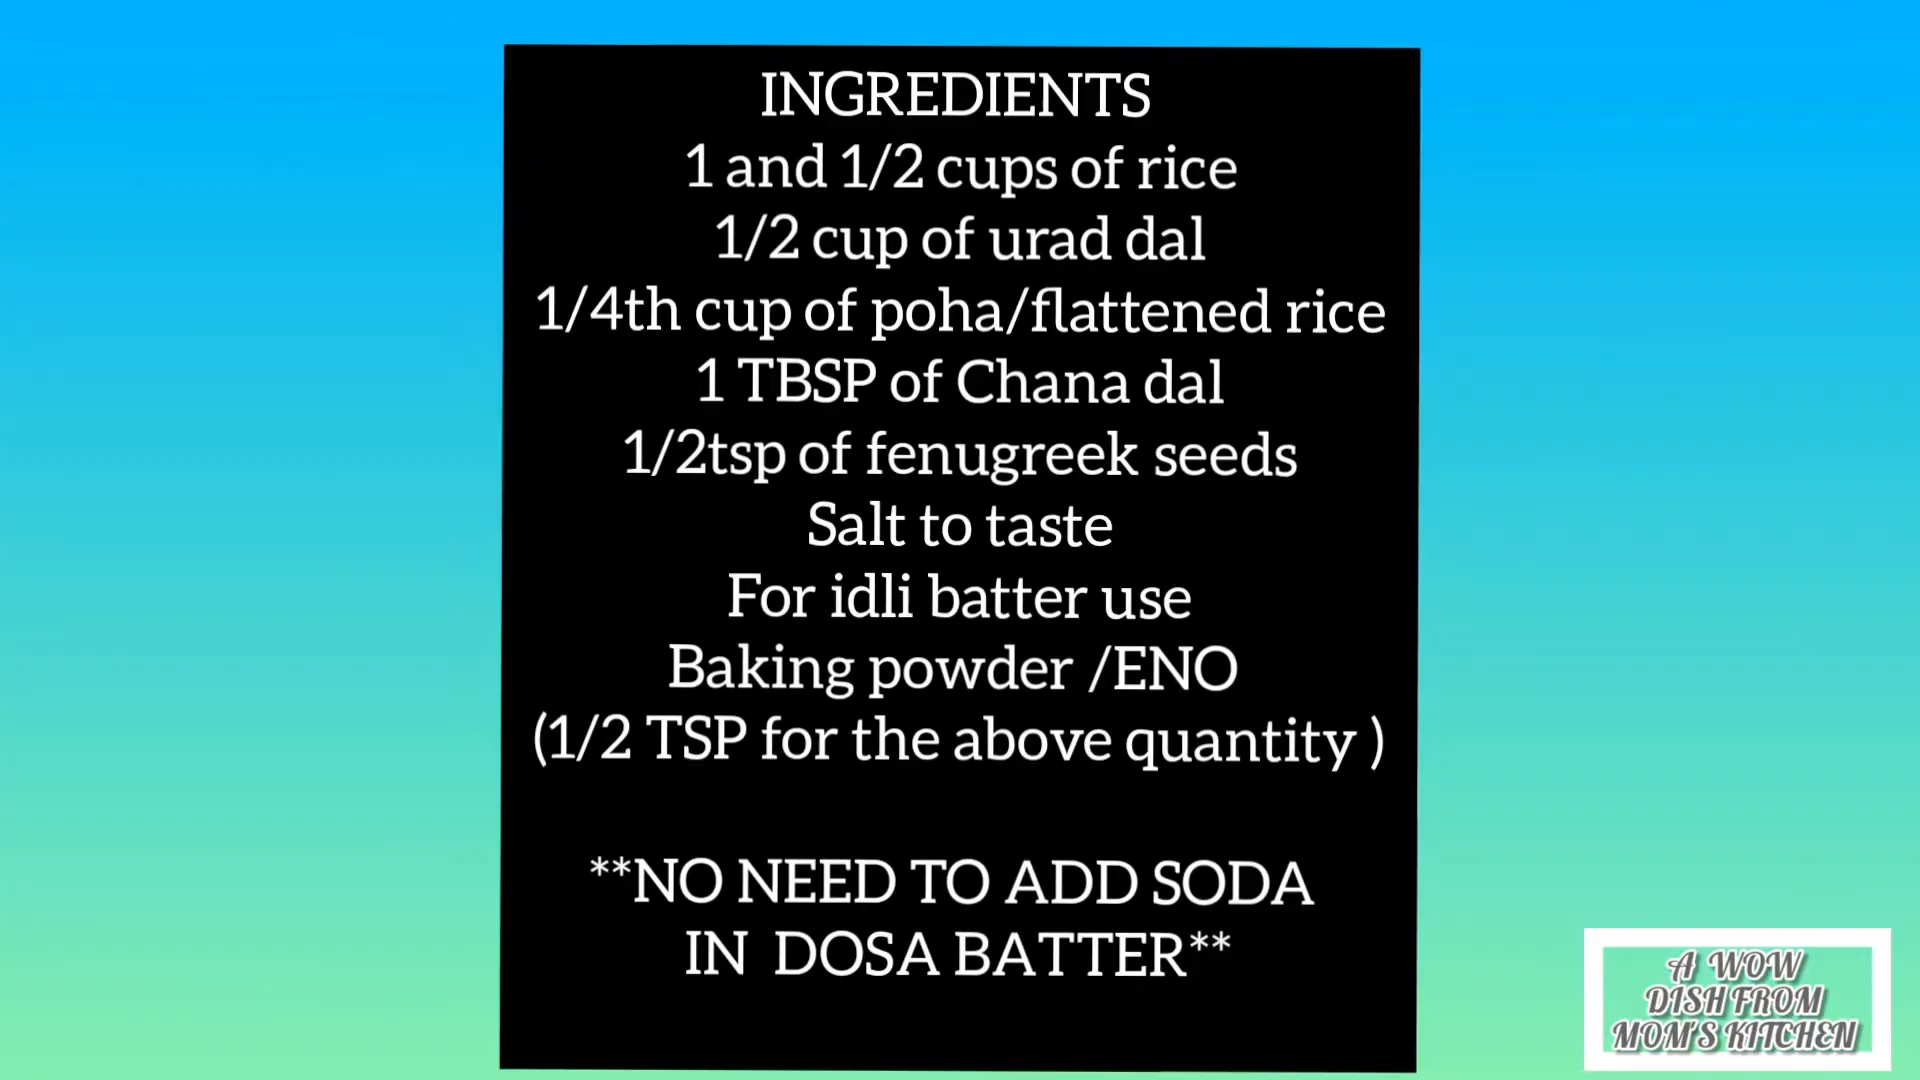 INGREDIENTS
1 and 1/2 cups of rice
1/2 cup of urad dal
1/4th cup of poha/flattened rice
1 TBSP of Chana dal
1/2tsp of fenugreek seeds
Salt to taste
For idli batter use
Baking powder /ENO
(1/2 TSP for the above quantity )
**NO NEED TO ADD SODA
IN DOSA BATTER**
A WOW
DISH FROM
MOM'S KITCHEN